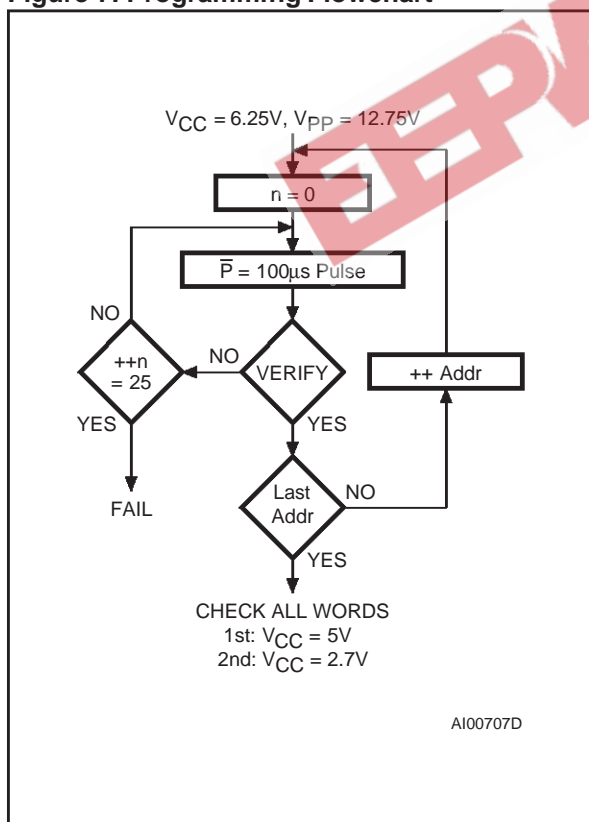 Figure 7. Programming Flowchart
VCC = 6.25V, VPP = 12.75V
n = 0
P̅ = 100µs Pulse
NO
++n
= 25
NO
VERIFY
++ Addr
YES
YES
FAIL
Last
Addr
NO
YES
CHECK ALL WORDS
1st: VCC = 5V
2nd: VCC = 2.7V
AI00707D